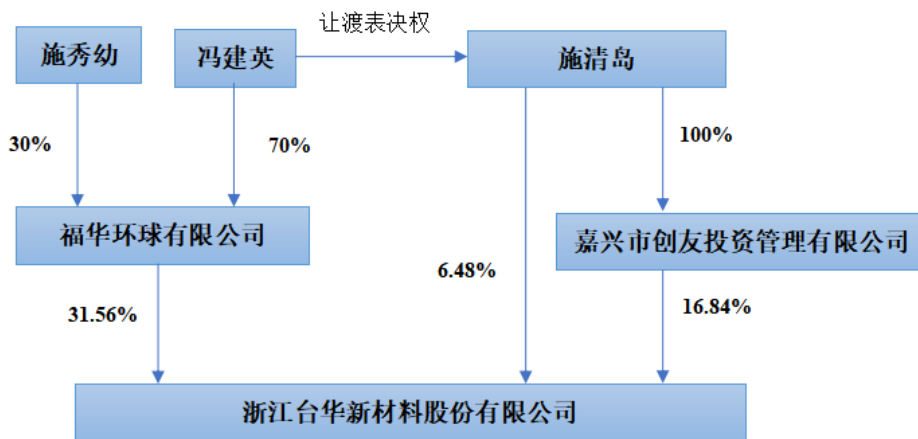 让渡表决权
施秀幼
冯建英
施清岛
30%
70%
100%
福华环球有限公司
嘉兴市创友投资管理有限公司
6.48%
31.56%
16.84%
浙江台华新材料股份有限公司